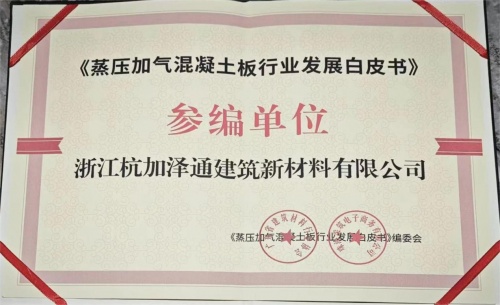 《蒸压加气混凝土板行业发展白皮书》
参编单位
浙江杭加泽通建筑新材料有限公司
《蒸压加气混凝土板行业发展白皮书》编委会